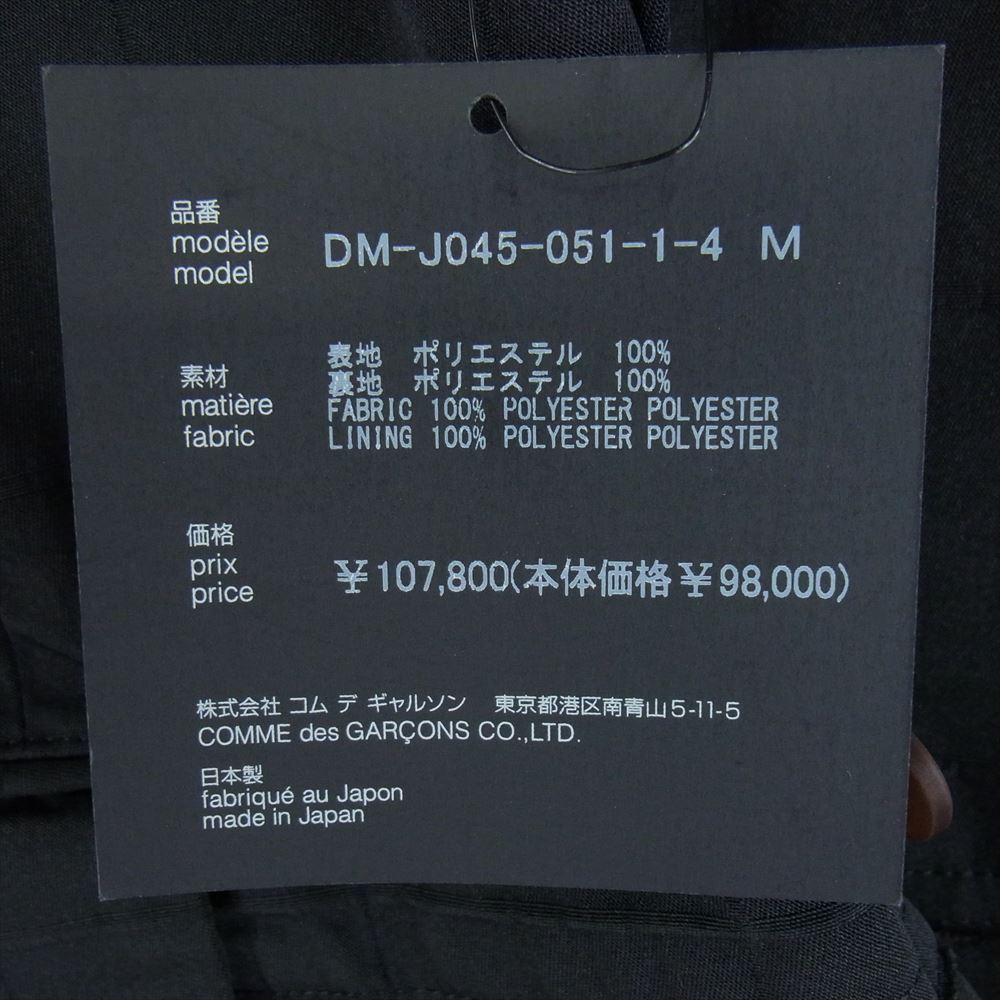 品番
modèle
model
DM-J045-051-1-4 M
素材
matière
fabric
表地 ポリエステル 100%
裏地 ポリエステル 100%
FABRIC 100% POLYESTER POLYESTER
LINING 100% POLYESTER POLYESTER
価格
prix
price
¥107,800(本体価格¥98,000)
株式会社 コム デ ギャルソン 東京都港区南青山5-11-5
COMME des GARÇONS CO.,LTD.
日本製
fabriqué au Japon
made in Japan